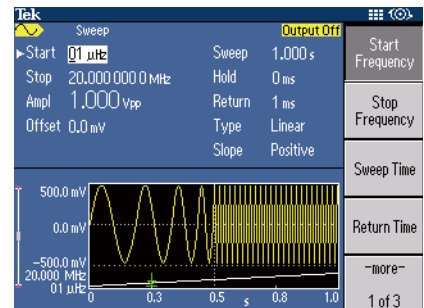 Tek
Sweep Output Off
Start 01 µHz Sweep 1.000 s
Stop 20.000 000 0 MHz Hold 0 ms
Ampl 1.000 Vpp Return 1 ms
Offset 0.0 mV Type Linear
Slope Positive
500.0 mV
0.0 mV
-500.0 mV
20.000 MHz
01 µHz
0 0.3 0.5 s 0.8 1.0
Start
Frequency
Stop
Frequency
Sweep Time
Return Time
-more-
1 of 3